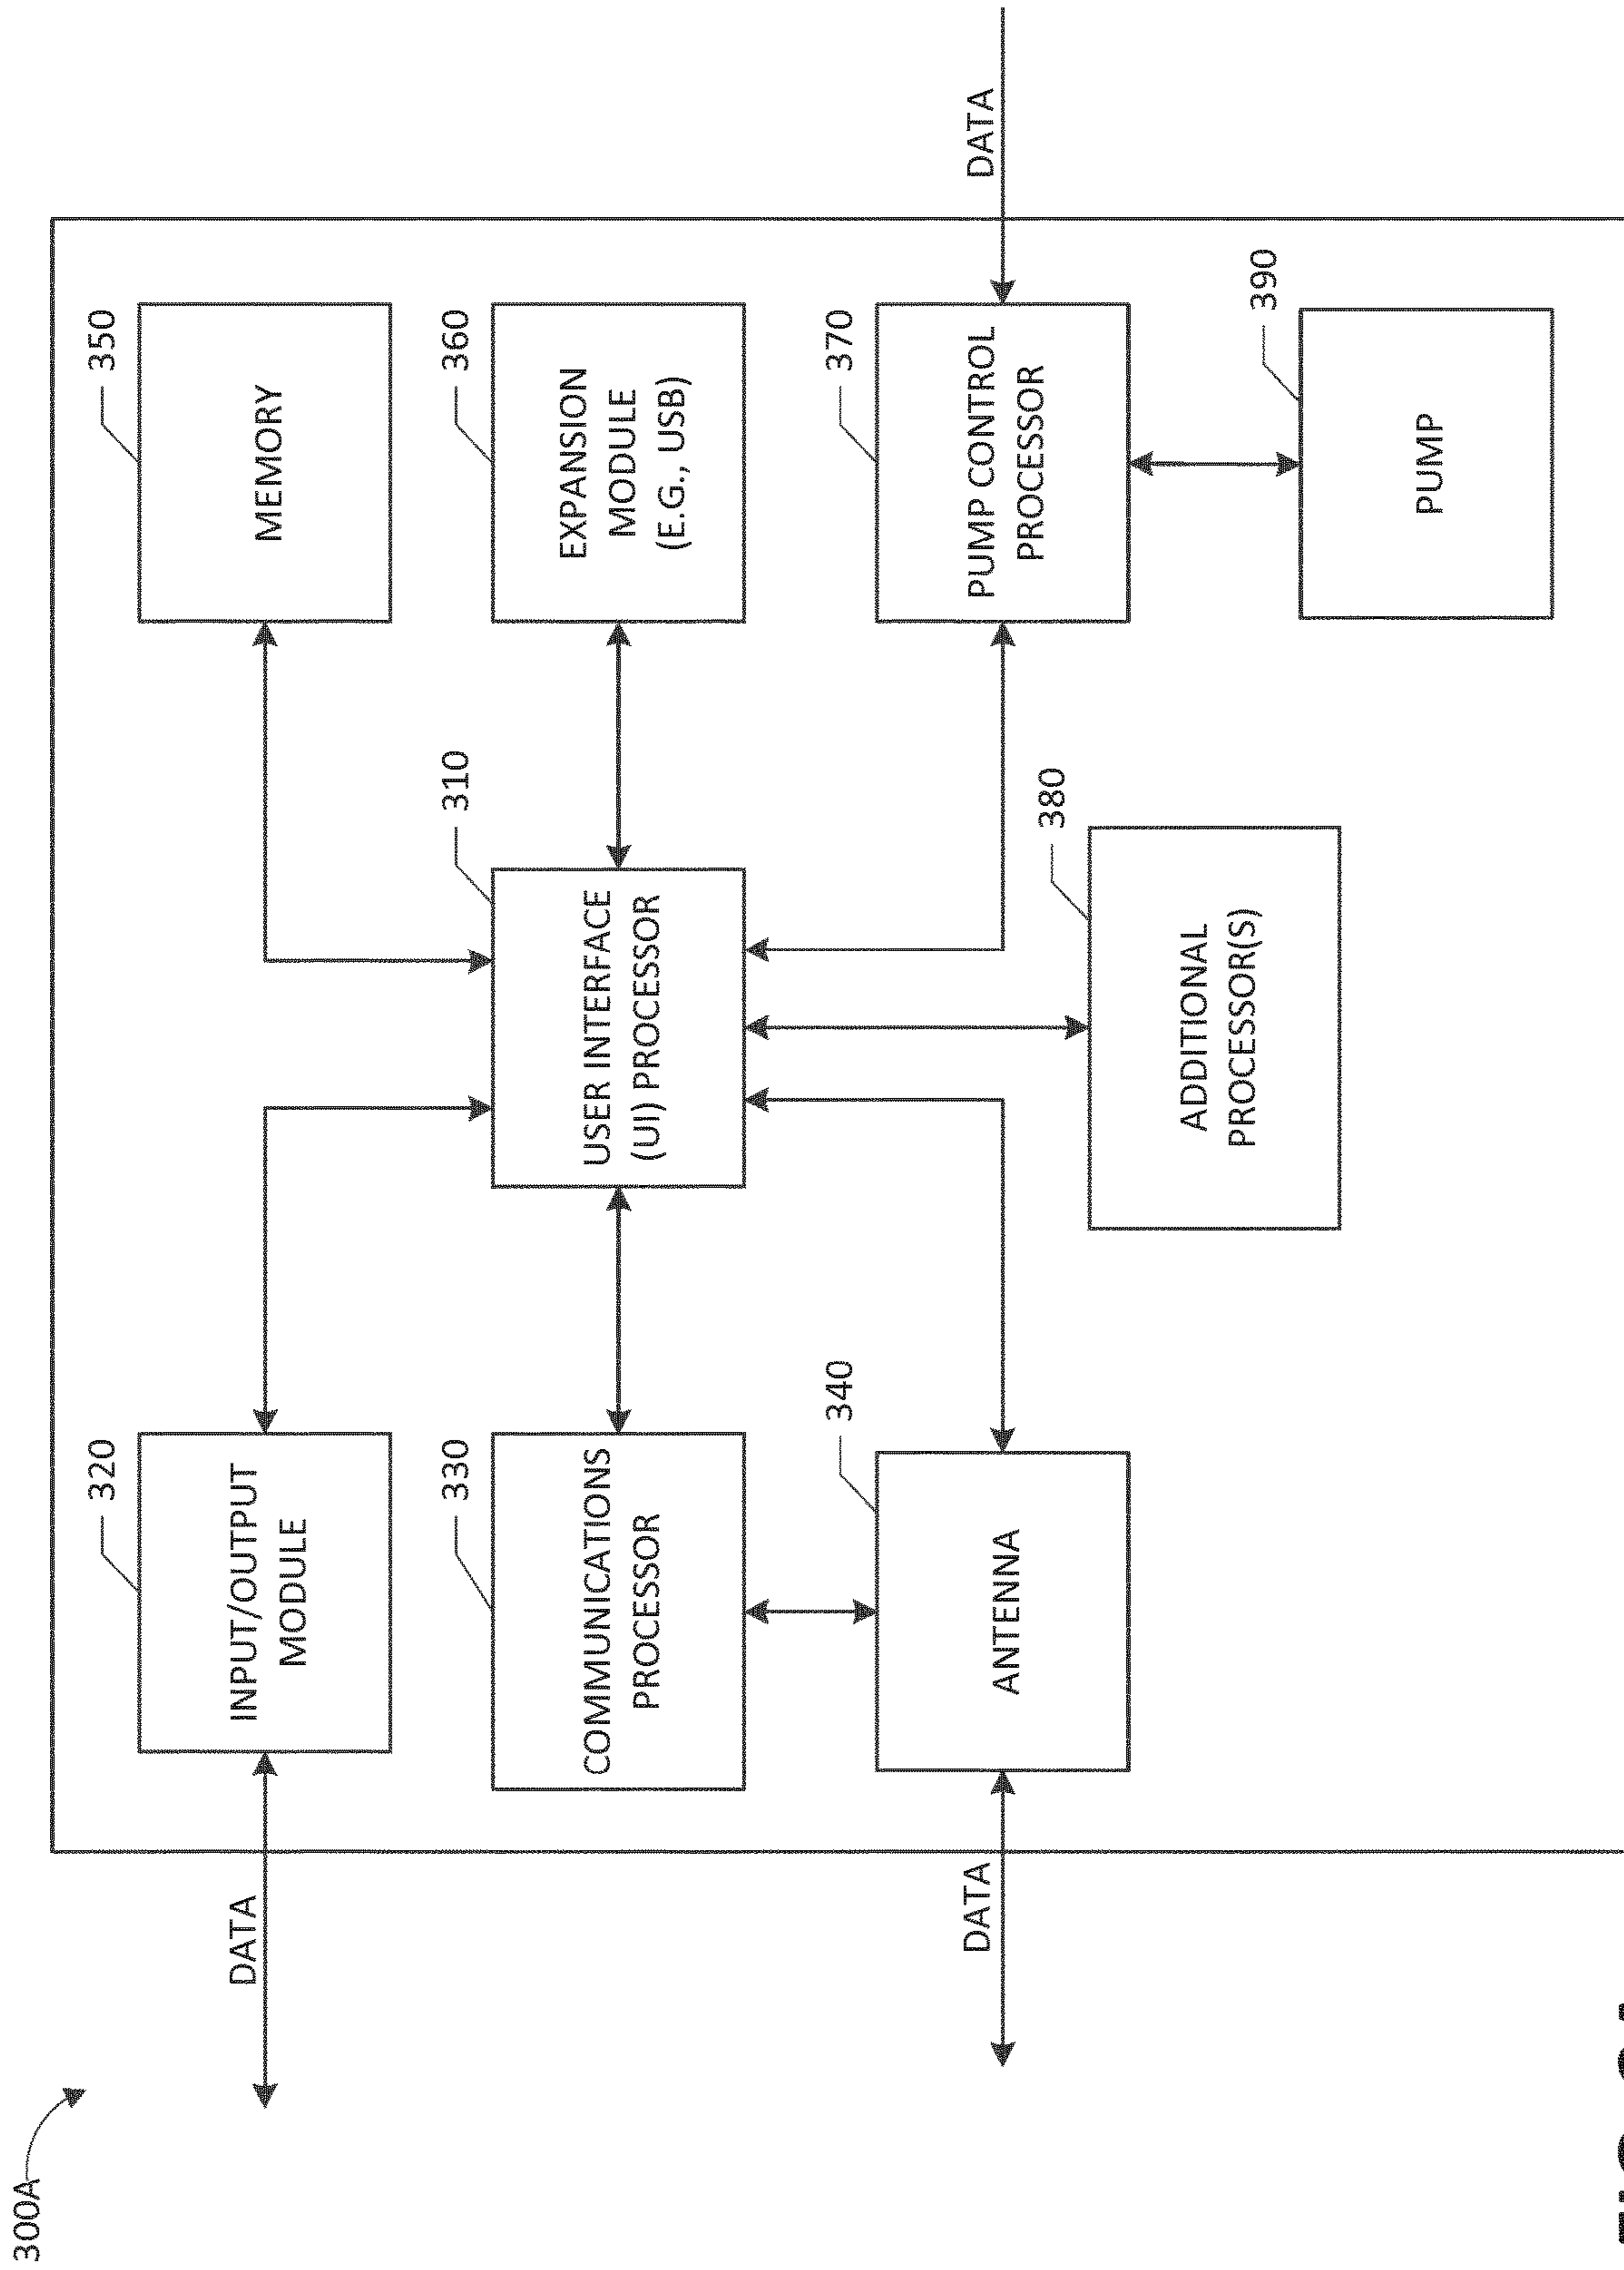 300A
DATA
320
INPUT/OUTPUT
MODULE
350
MEMORY
330
COMMUNICATIONS
PROCESSOR
310
USER INTERFACE
(UI) PROCESSOR
360
EXPANSION
MODULE
(E.G., USB)
DATA
340
ANTENNA
370
PUMP CONTROL
PROCESSOR
DATA
380
ADDITIONAL
PROCESSOR(S)
390
PUMP